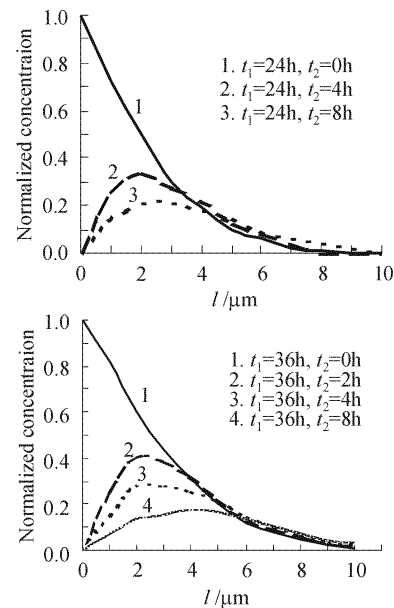 Normalized concentraion
1.0
0.8
0.6
0.4
0.2
0.0
1. t₁=24h, t₂=0h
2. t₁=24h, t₂=4h
3. t₁=24h, t₂=8h
1
2
3
0 2 4 6 8 10
l/μm
Normalized concentraion
1.0
0.8
0.6
0.4
0.2
0.0
1. t₁=36h, t₂=0h
2. t₁=36h, t₂=2h
3. t₁=36h, t₂=4h
4. t₁=36h, t₂=8h
1
2
3
4
0 2 4 6 8 10
l/μm